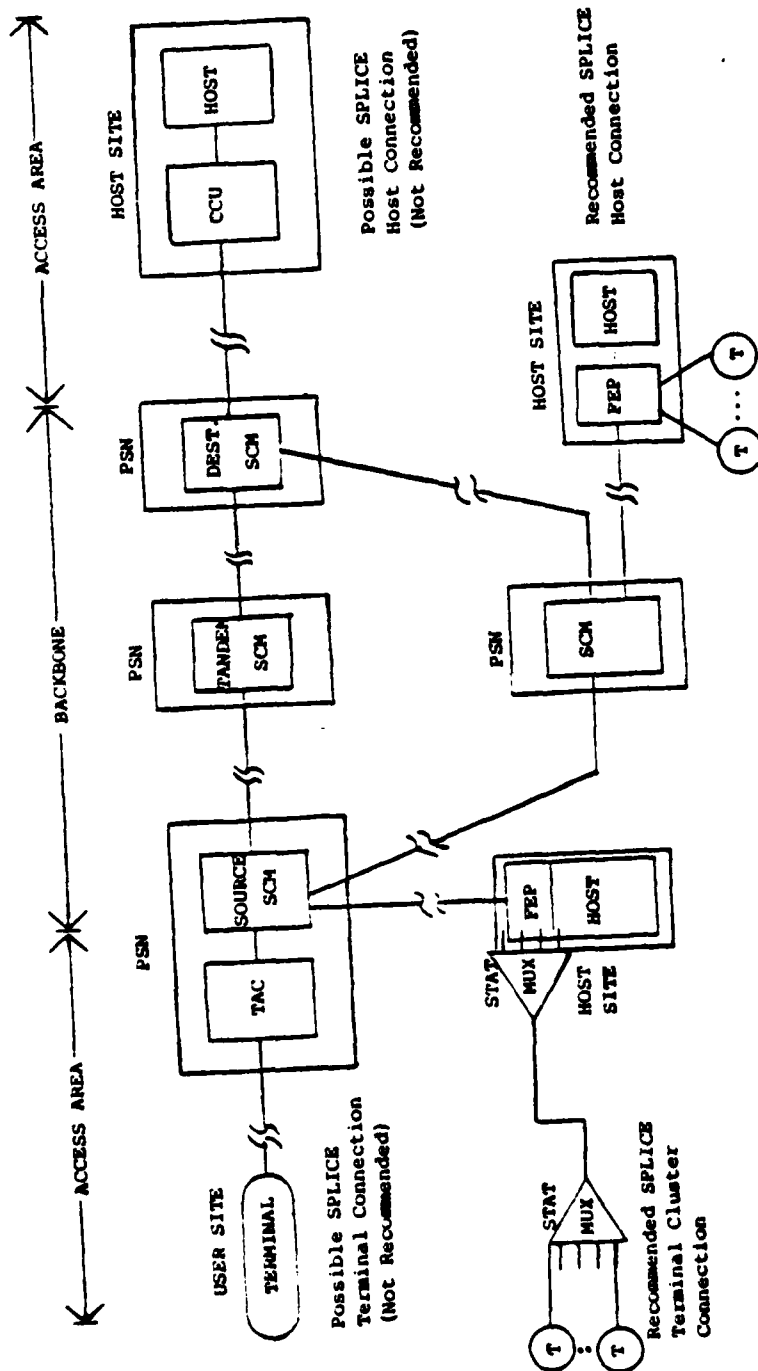 ACCESS AREA
BACKBONE
ACCESS AREA
USER SITE
TERMINAL
Possible SPLICE
Terminal Connection
(Not Recommended)
PSN
TAC
SOURCE
SCM
PSN
TANDEM
SCM
PSN
DEST.
SCM
HOST SITE
CCU
HOST
Possible SPLICE
Host Connection
(Not Recommended)
T
T
STAT
MUX
Recommended SPLICE
Terminal Cluster
Connection
STAT
MUX
FEP
HOST
HOST
SITE
PSN
SCM
HOST SITE
FEP
HOST
T
....
T
Recommended SPLICE
Host Connection